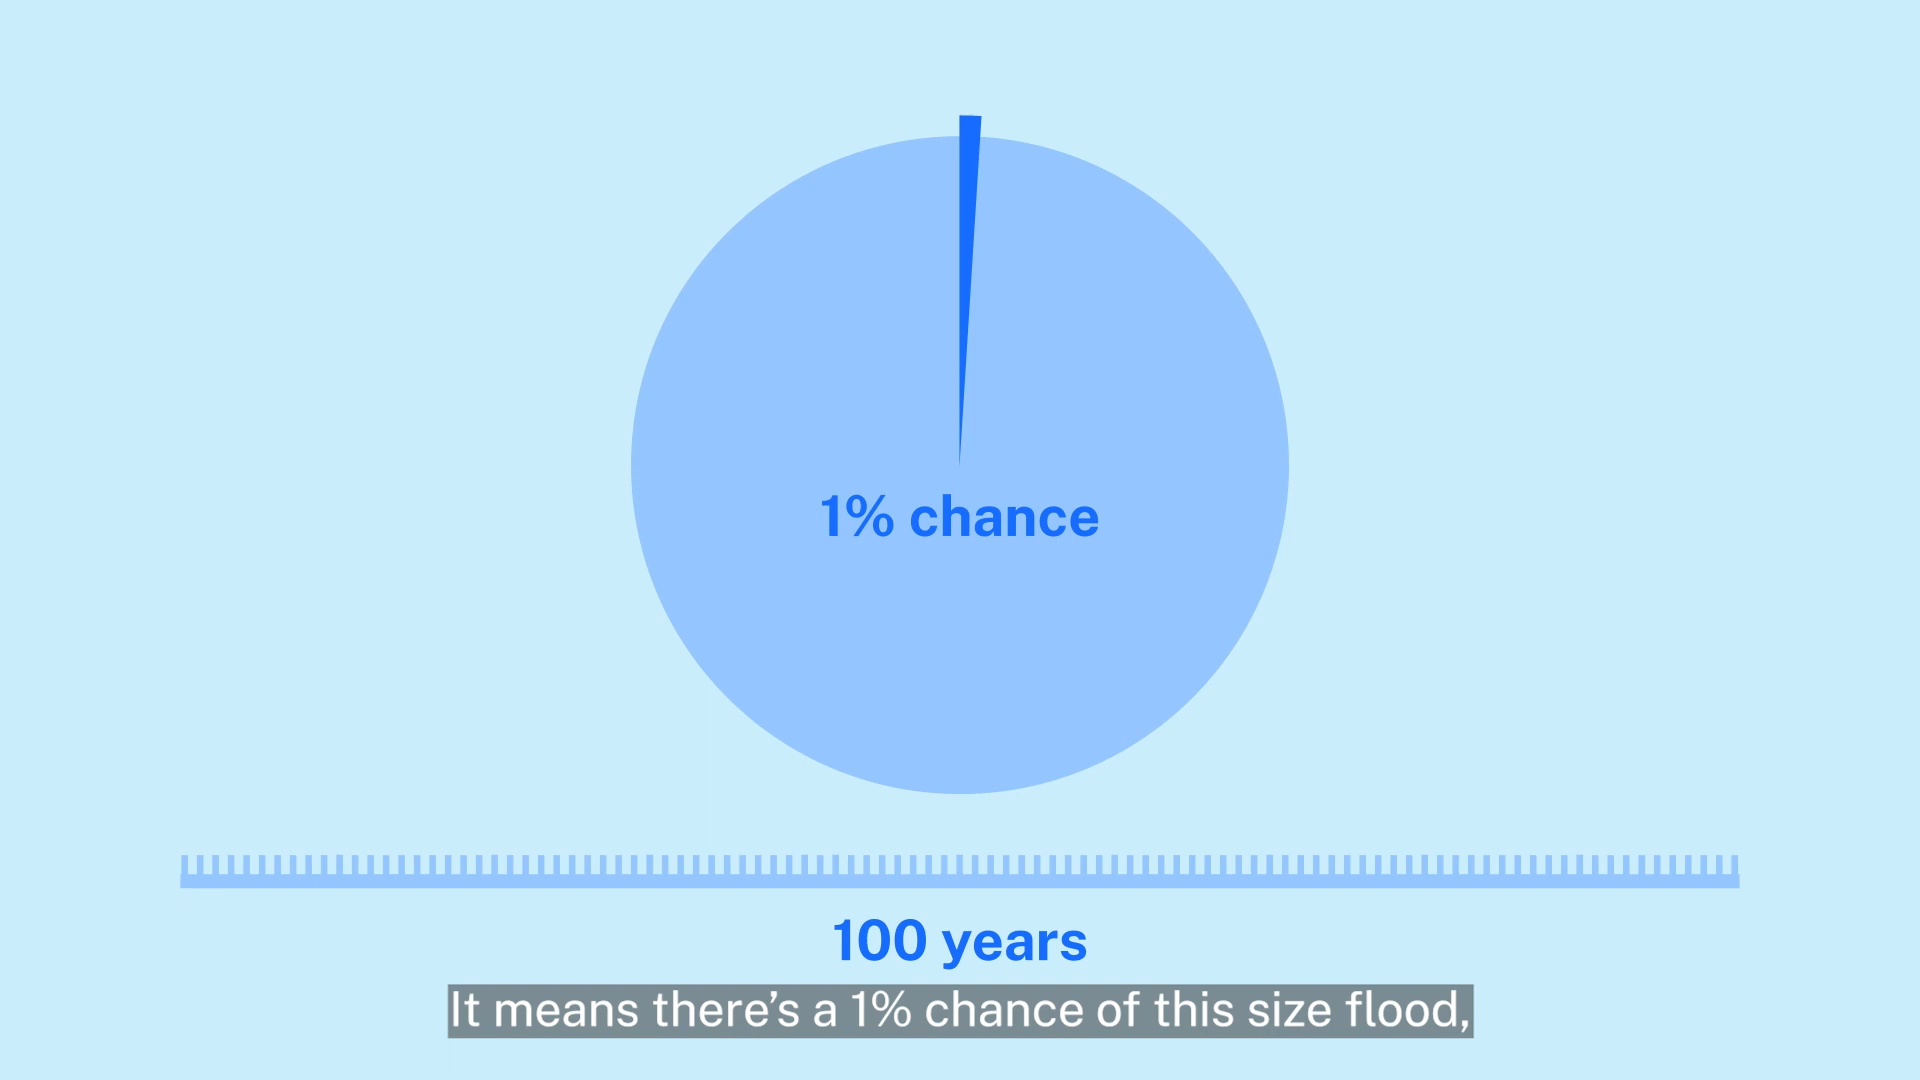 1% chance
100 years
It means there’s a 1% chance of this size flood,